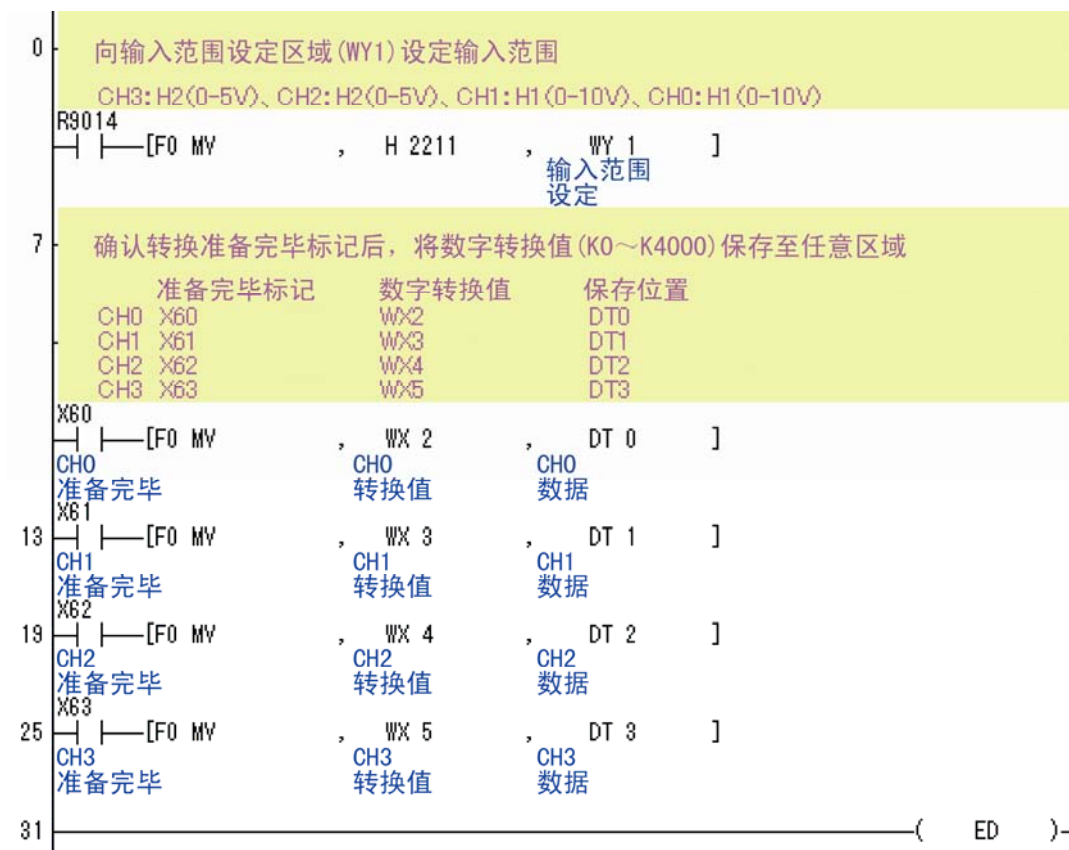 0 向输入范围设定区域(WY1)设定输入范围
CH3:H2(0-5V)、CH2:H2(0-5V)、CH1:H1(0-10V)、CH0:H1(0-10V)
R9014
[F0 MV , H 2211 , WY 1 ]
输入范围
设定
7 确认转换准备完毕标记后，将数字转换值(K0～K4000)保存至任意区域
准备完毕标记 数字转换值 保存位置
CH0 X60 WX2 DT0
CH1 X61 WX3 DT1
CH2 X62 WX4 DT2
CH3 X63 WX5 DT3
X60
[F0 MV , WX 2 , DT 0 ]
CH0 CH0 CH0
准备完毕 转换值 数据
X61
13 [F0 MV , WX 3 , DT 1 ]
CH1 CH1 CH1
准备完毕 转换值 数据
X62
19 [F0 MV , WX 4 , DT 2 ]
CH2 CH2 CH2
准备完毕 转换值 数据
X63
25 [F0 MV , WX 5 , DT 3 ]
CH3 CH3 CH3
准备完毕 转换值 数据
31 ( ED )